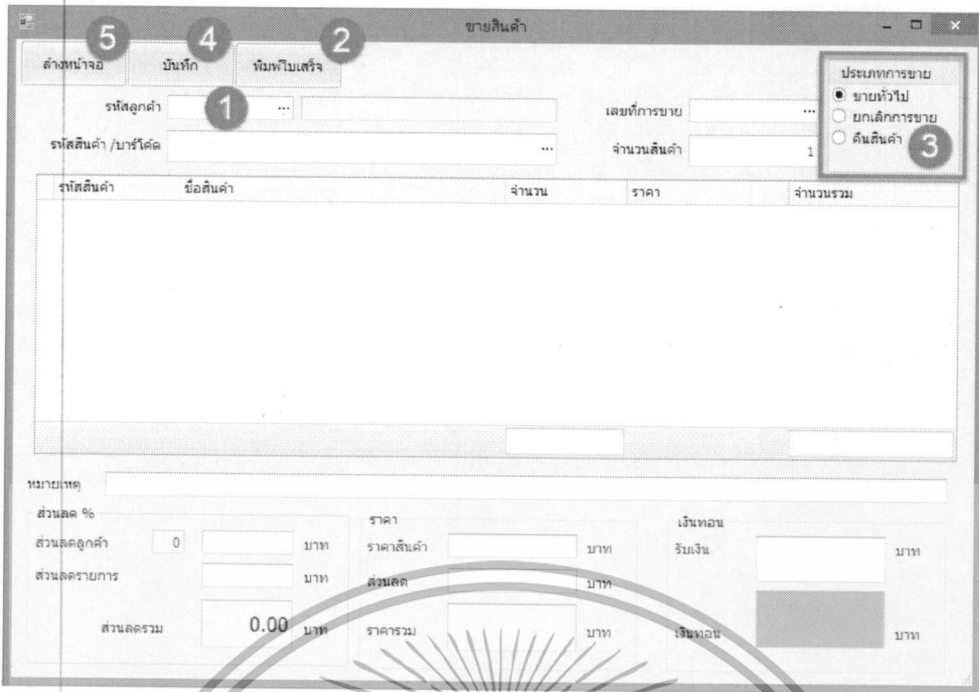 ขายสินค้า
5 4 2
ล้างหน้าจอ บันทึก พิมพ์ใบเสร็จ
ประเภทการขาย
ขายทั่วไป
ยกเลิกการขาย
คืนสินค้า 3
รหัสลูกค้า 1 ... เลขที่การขาย ...
รหัสสินค้า /บาร์โค้ด ... จำนวนสินค้า 1
รหัสสินค้า ชื่อสินค้า จำนวน ราคา จำนวนรวม
หมายเหตุ
ส่วนลด % ราคา เงินทอน
ส่วนลดลูกค้า 0 บาท ราคาสินค้า บาท รับเงิน บาท
ส่วนลดรายการ บาท ส่วนลด บาท
ส่วนลดรวม 0.00 บาท ราคารวม บาท เงินทอน บาท